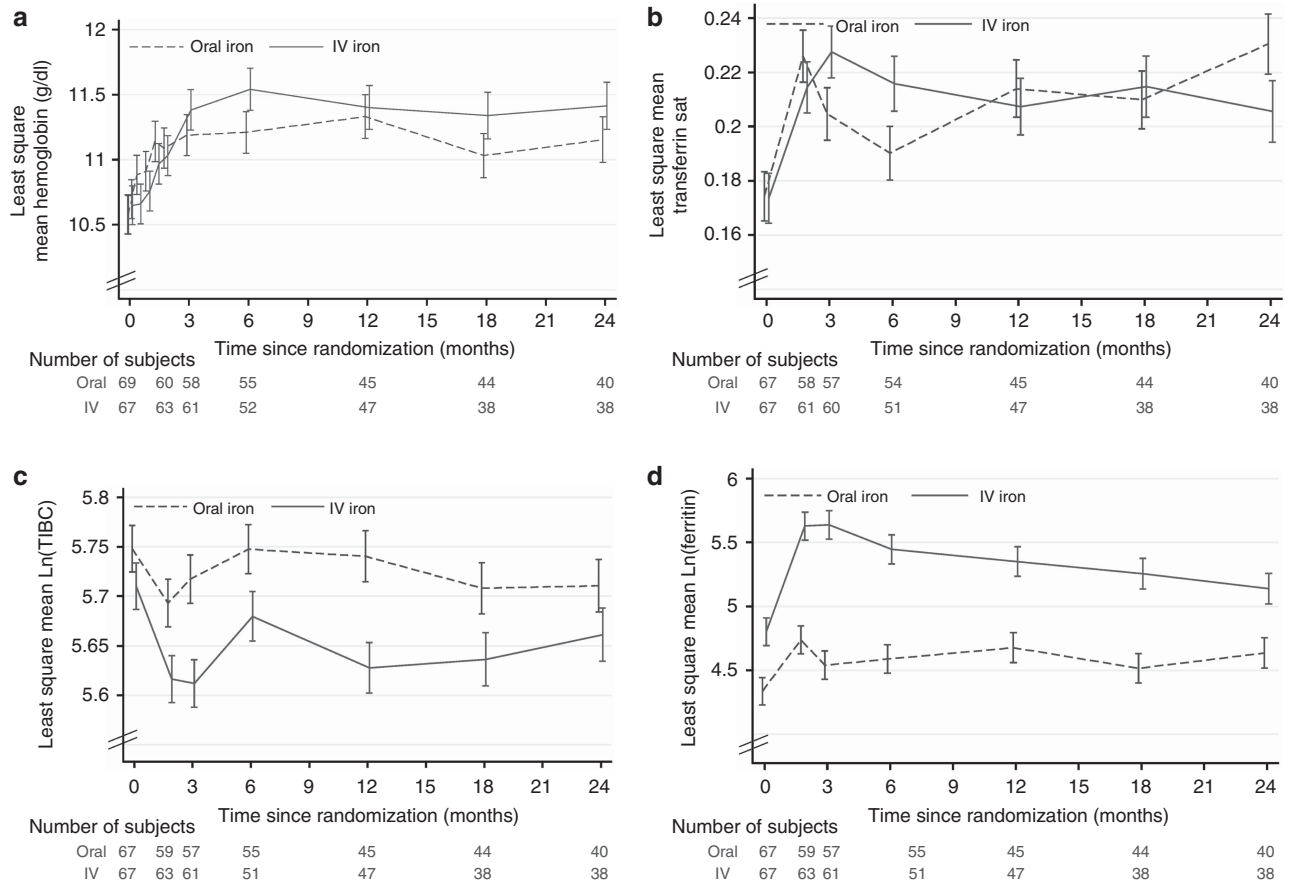 a
12
11.5
11
10.5
Least square
mean hemoglobin (g/dl)
Oral iron IV iron
0 3 6 9 12 15 18 21 24
Time since randomization (months)
Number of subjects
Oral 69 60 58 55 45 44 40
IV 67 63 61 52 47 38 38
b
0.24
0.22
0.2
0.18
0.16
Least square mean
transferrin sat
Oral iron IV iron
0 3 6 9 12 15 18 21 24
Time since randomization (months)
Number of subjects
Oral 67 58 57 54 45 44 40
IV 67 61 60 51 47 38 38
c
5.8
5.75
5.7
5.65
5.6
Least square mean Ln(TIBC)
Oral iron IV iron
0 3 6 9 12 15 18 21 24
Time since randomization (months)
Number of subjects
Oral 67 59 57 55 45 44 40
IV 67 63 61 51 47 38 38
d
6
5.5
5
4.5
Least square mean Ln(ferritin)
Oral iron IV iron
0 3 6 9 12 15 18 21 24
Time since randomization (months)
Number of subjects
Oral 67 59 57 55 45 44 40
IV 67 63 61 51 47 38 38